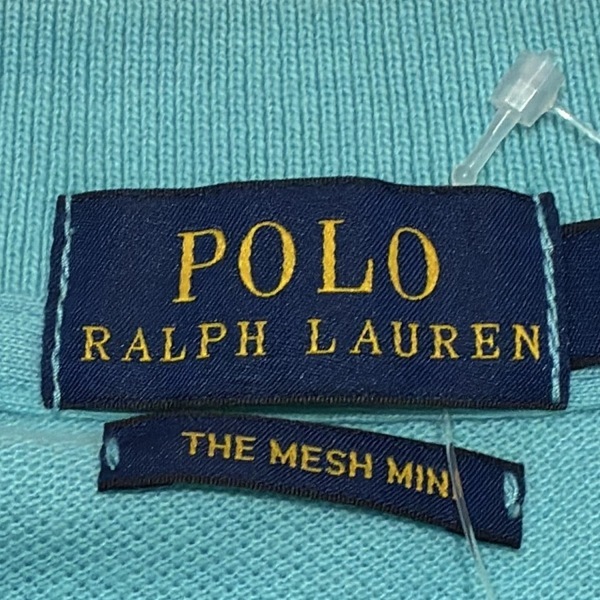 POLO
RALPH LAUREN
THE MESH MIN